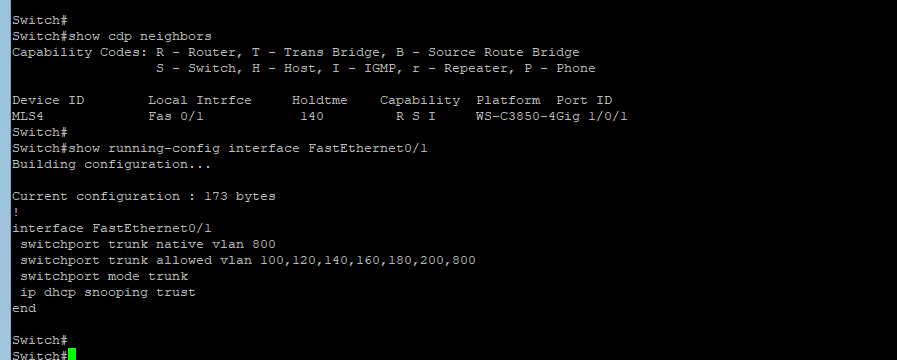 Switch#
Switch#show cdp neighbors
Capability Codes: R - Router, T - Trans Bridge, B - Source Route Bridge
                  S - Switch, H - Host, I - IGMP, r - Repeater, P - Phone

Device ID        Local Intrfce     Holdtme    Capability  Platform  Port ID
MLS4             Fas 0/1            140         R S I     WS-C3850-4Gig 1/0/1
Switch#
Switch#show running-config interface FastEthernet0/1
Building configuration...

Current configuration : 173 bytes
!
interface FastEthernet0/1
 switchport trunk native vlan 800
 switchport trunk allowed vlan 100,120,140,160,180,200,800
 switchport mode trunk
 ip dhcp snooping trust
end

Switch#
Switch#